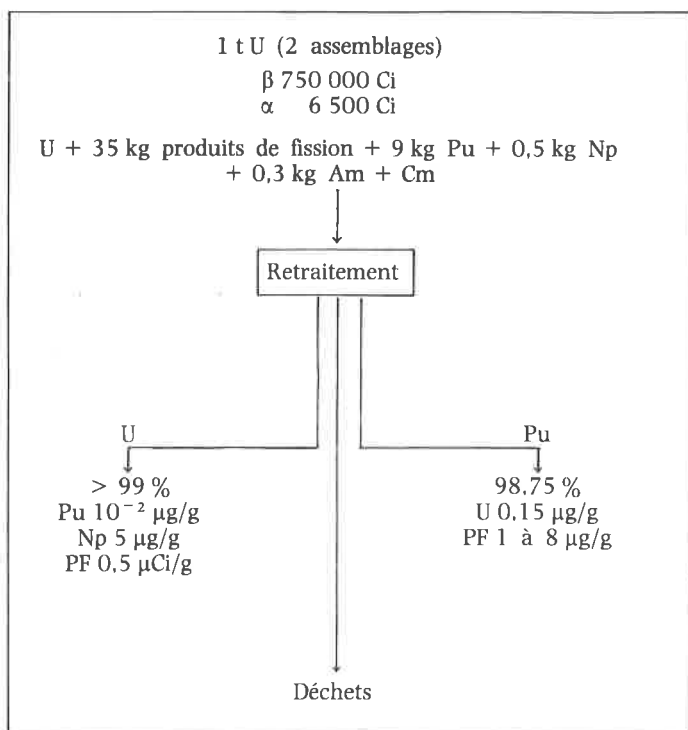 1 t U (2 assemblages)
β 750 000 Ci
α 6 500 Ci
U + 35 kg produits de fission + 9 kg Pu + 0,5 kg Np
+ 0,3 kg Am + Cm
Retraitement
U
> 99 %
Pu 10⁻² µg/g
Np 5 µg/g
PF 0,5 µCi/g
Pu
98,75 %
U 0,15 µg/g
PF 1 à 8 µg/g
Déchets